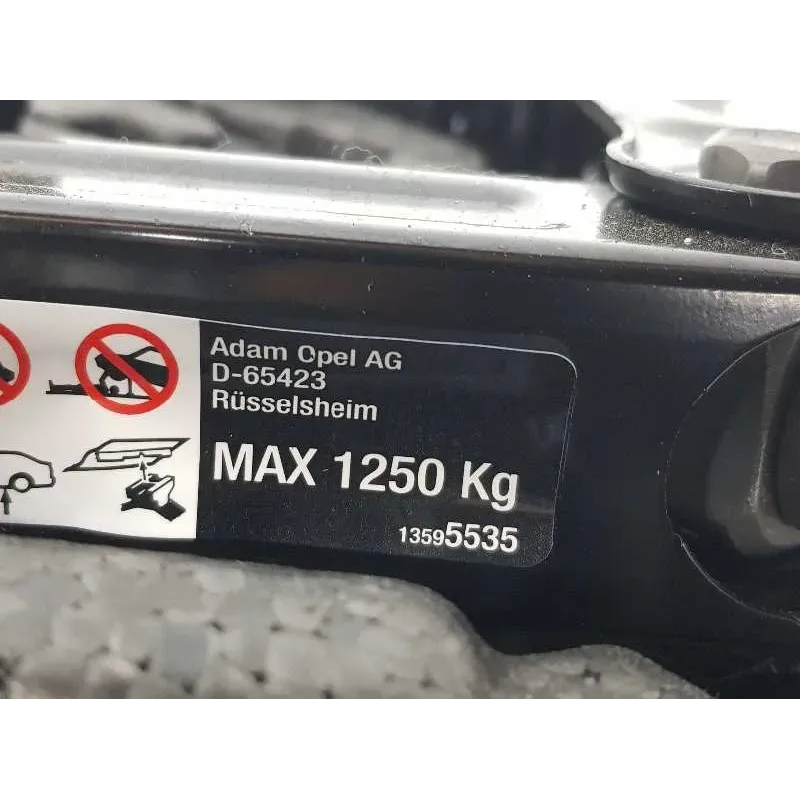 Adam Opel AG
D-65423
Rüsselsheim
MAX 1250 Kg
13595535